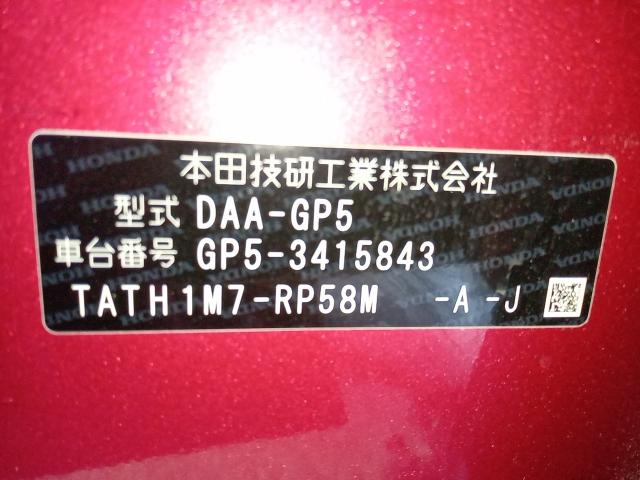 本田技研工業株式会社
型式 DAA-GP5
車台番号 GP5-3415843
TATH1M7-RP58M -A -J